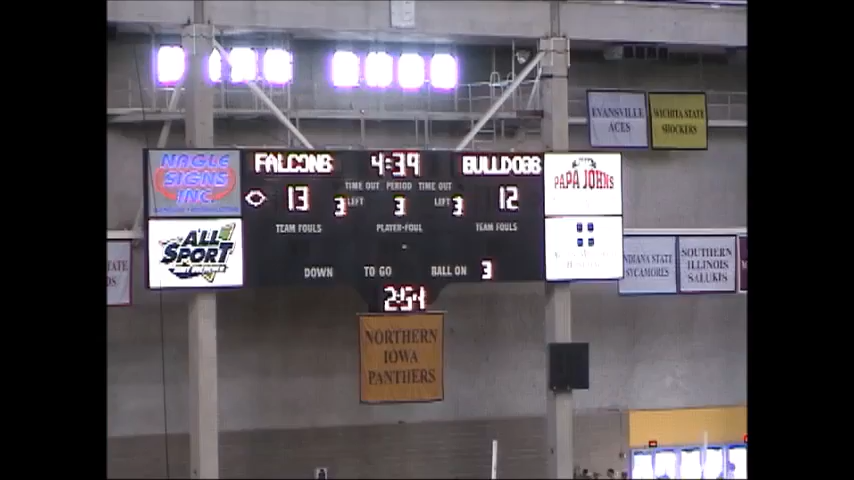 EVANSVILLE
ACES
WICHITA STATE
SHOCKERS
NAGLE
SIGNS
INC.
FALCONS
4:39
BULLDOGS
PAPA JOHNS
TIME OUT PERIOD TIME OUT
13
3
LEFT
3
LEFT
3
12
TEAM FOULS
PLAYER-FOUL
TEAM FOULS
ALL
SPORT
DOWN
TO GO
BALL ON
3
2:54
STATE
INDIANA STATE
SYCAMORES
SOUTHERN
ILLINOIS
SALUKIS
NORTHERN
IOWA
PANTHERS